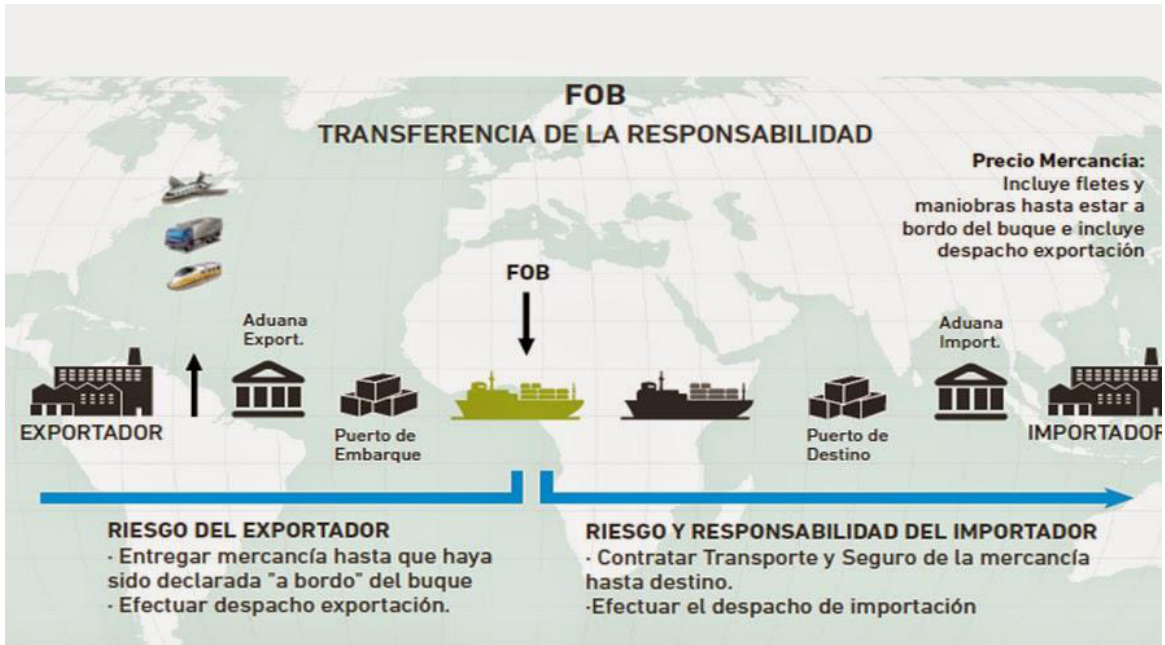 FOB
TRANSFERENCIA DE LA RESPONSABILIDAD
Precio Mercancía:
Incluye fletes y
maniobras hasta estar a
bordo del buque e incluye
despacho exportación
FOB
Aduana
Export.
Aduana
Import.
EXPORTADOR
Puerto de
Embarque
Puerto de
Destino
IMPORTADOR
RIESGO DEL EXPORTADOR
· Entregar mercancía hasta que haya
sido declarada "a bordo" del buque
· Efectuar despacho exportación.
RIESGO Y RESPONSABILIDAD DEL IMPORTADOR
· Contratar Transporte y Seguro de la mercancía
hasta destino.
·Efectuar el despacho de importación